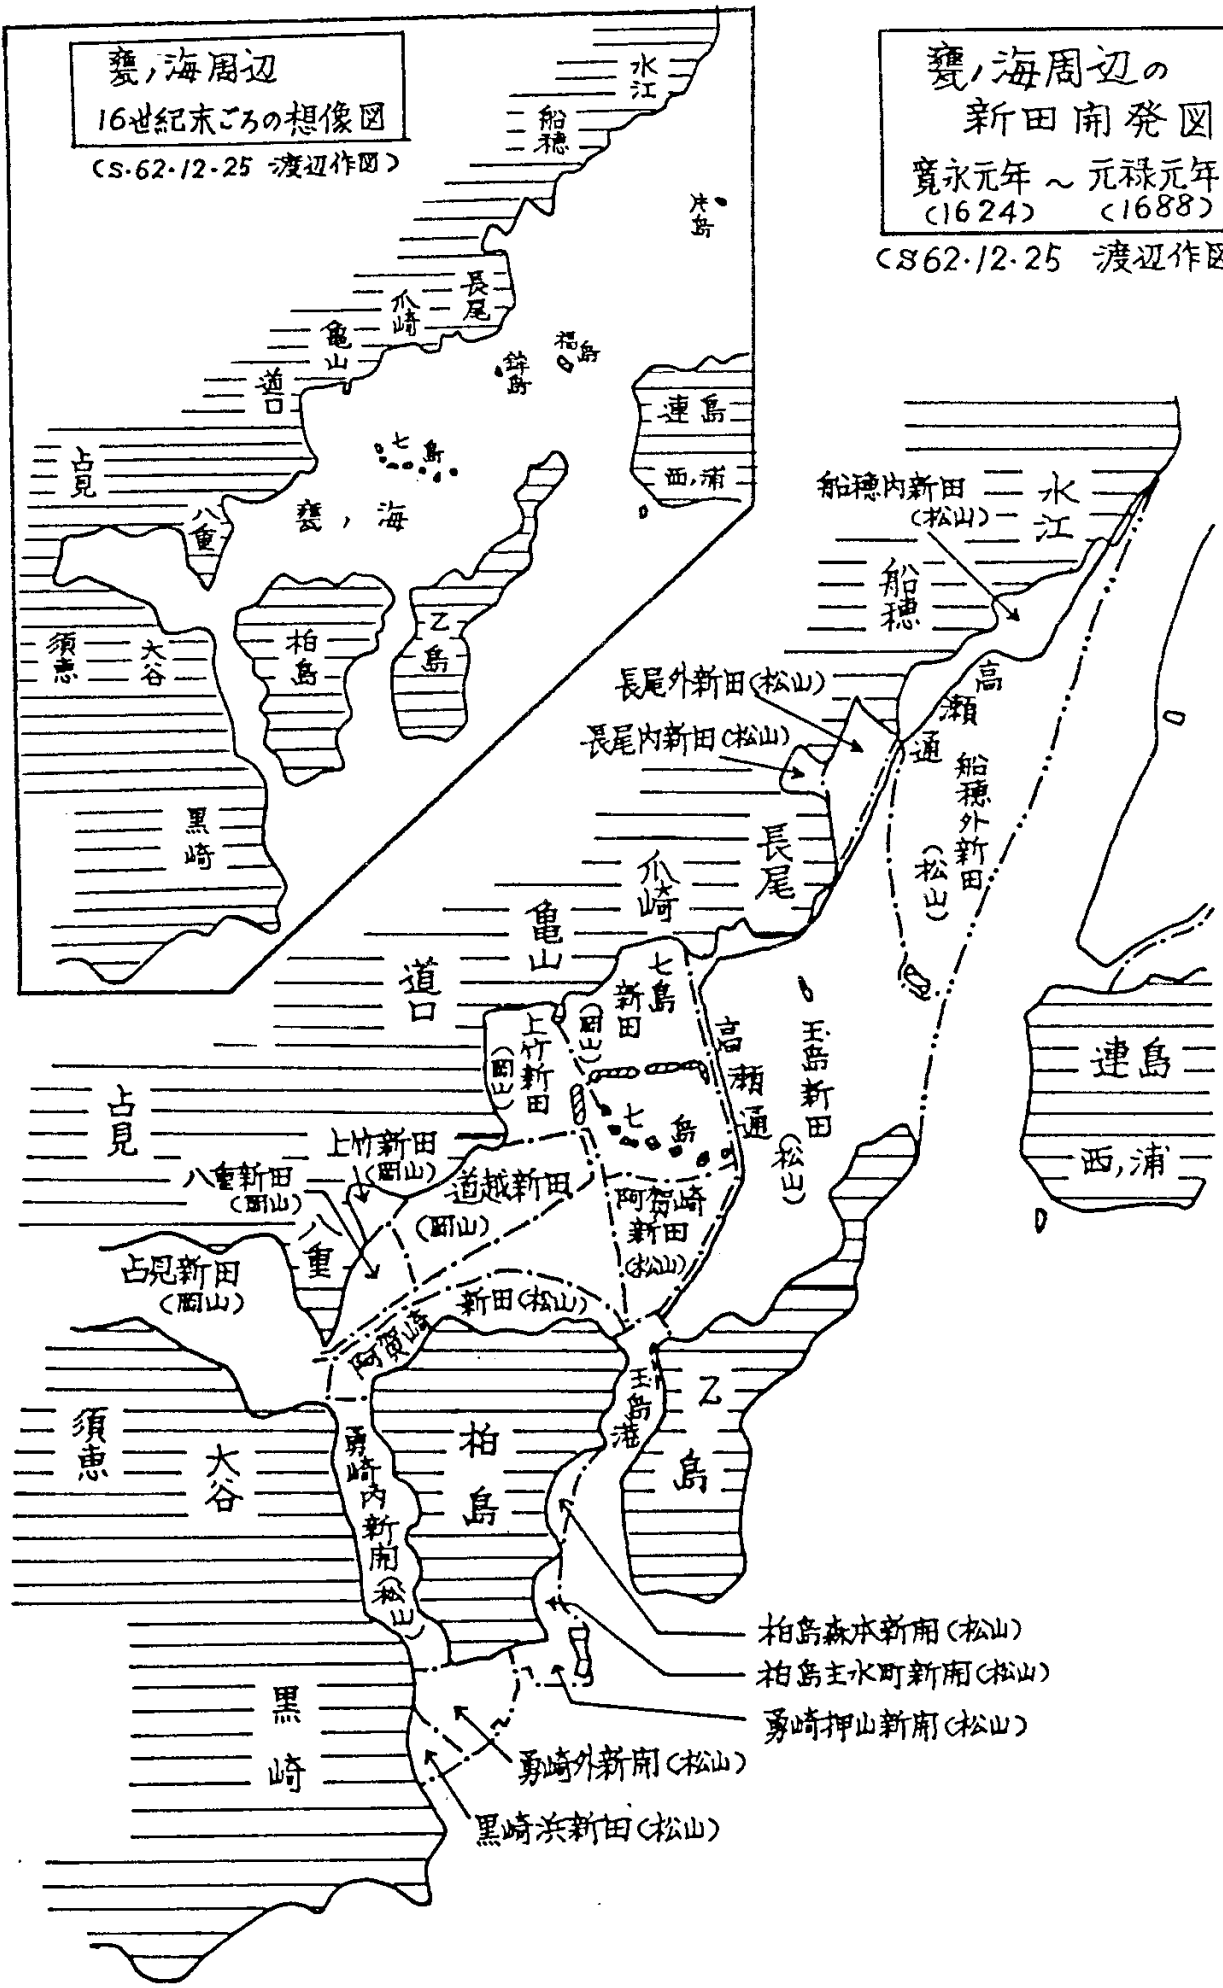 甕ノ海周辺
16世紀末ごろの想像図
(S.62.12.25 渡辺作図)
水江
船穂
片島
長尾
爪崎
亀山
道口
占見
八重
鉾島
福島
連島
西ノ浦
七島
甕ノ海
須恵
大谷
柏島
乙島
黒崎
甕ノ海周辺の
新田開発図
寛永元年~元禄元年
(1624) (1688)
(S62.12.25 渡辺作図
船穂内新田
(松山)
水江
船穂
高瀬通
長尾外新田(松山)
長尾内新田(松山)
船穂外新田
(松山)
長尾
爪崎
亀山
道口
占見
七島
新田
(岡山)
上竹新田
(岡山)
高瀬通
玉島新田
(松山)
連島
西ノ浦
七島
上竹新田
(岡山)
八重新田
(岡山)
道越新田
(岡山)
阿賀崎
新田
(松山)
八重
占見新田
(岡山)
阿賀崎
新田(松山)
玉島港
乙島
須恵
大谷
柏島
勇崎内新開(松山)
黒崎
柏島森本新開(松山)
柏島主水町新開(松山)
勇崎押山新開(松山)
勇崎外新開(松山)
黒崎浜新田(松山)